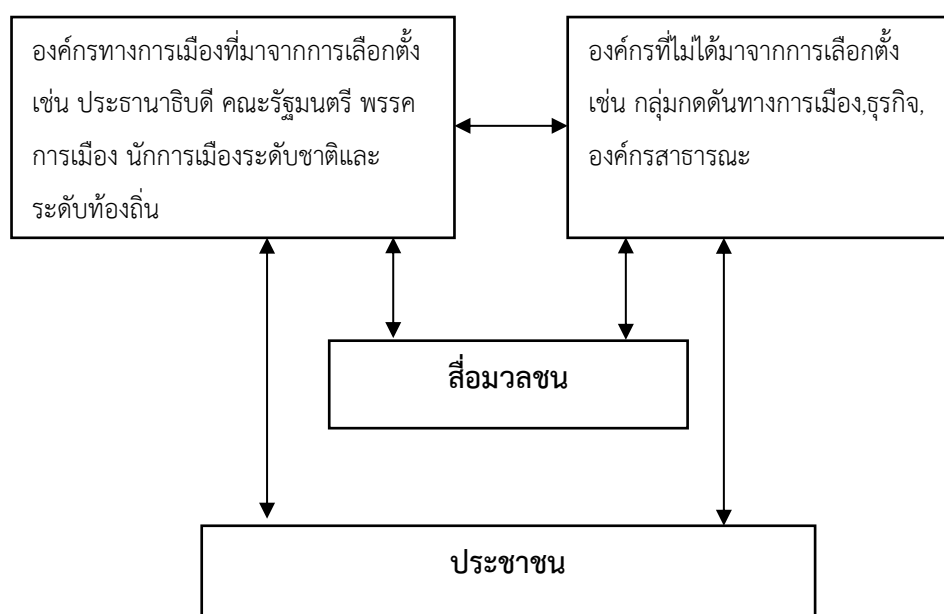 องค์กรทางการเมืองที่มาจากการเลือกตั้ง
เช่น ประธานาธิบดี คณะรัฐมนตรี พรรค
การเมือง นักการเมืองระดับชาติและ
ระดับท้องถิ่น
องค์กรที่ไม่ได้มาจากการเลือกตั้ง
เช่น กลุ่มกดดันทางการเมือง,ธุรกิจ,
องค์กรสาธารณะ
สื่อมวลชน
ประชาชน